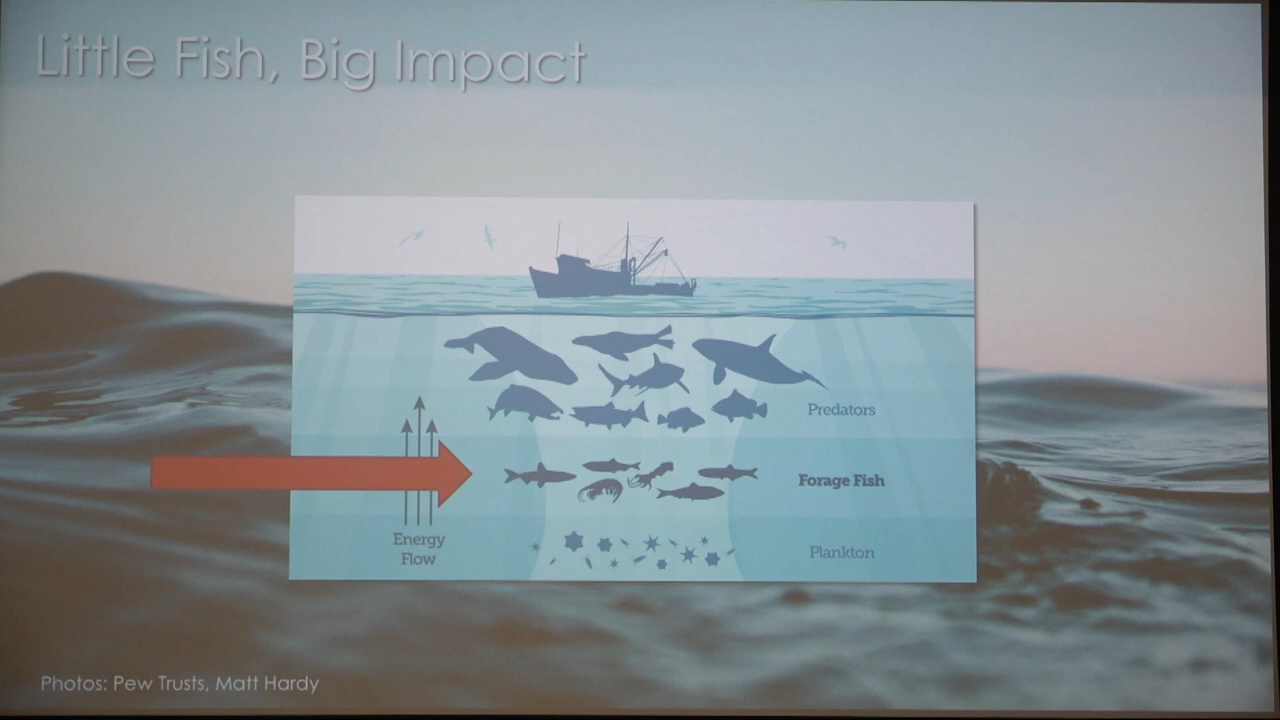 Little Fish, Big Impact
Predators
Forage Fish
Energy
Flow
Plankton
Photos: Pew Trusts, Matt Hardy